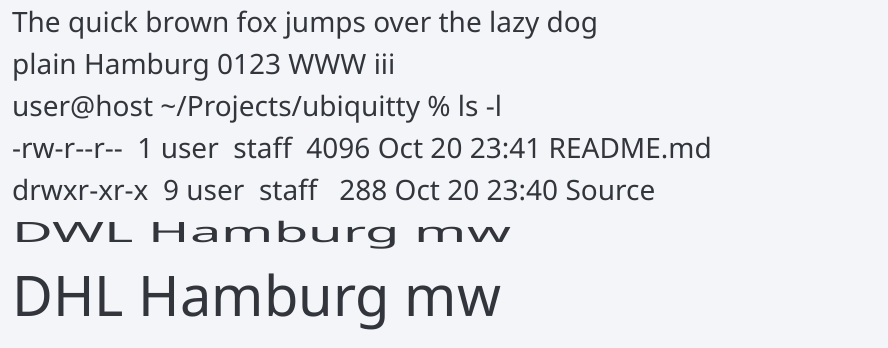 The quick brown fox jumps over the lazy dog
plain Hamburg 0123 WWW iii
user@host ~/Projects/ubiquitty % ls -l
-rw-r--r--  1 user  staff  4096 Oct 20 23:41 README.md
drwxr-xr-x  9 user  staff   288 Oct 20 23:40 Source
DWL Hamburg mw
DHL Hamburg mw